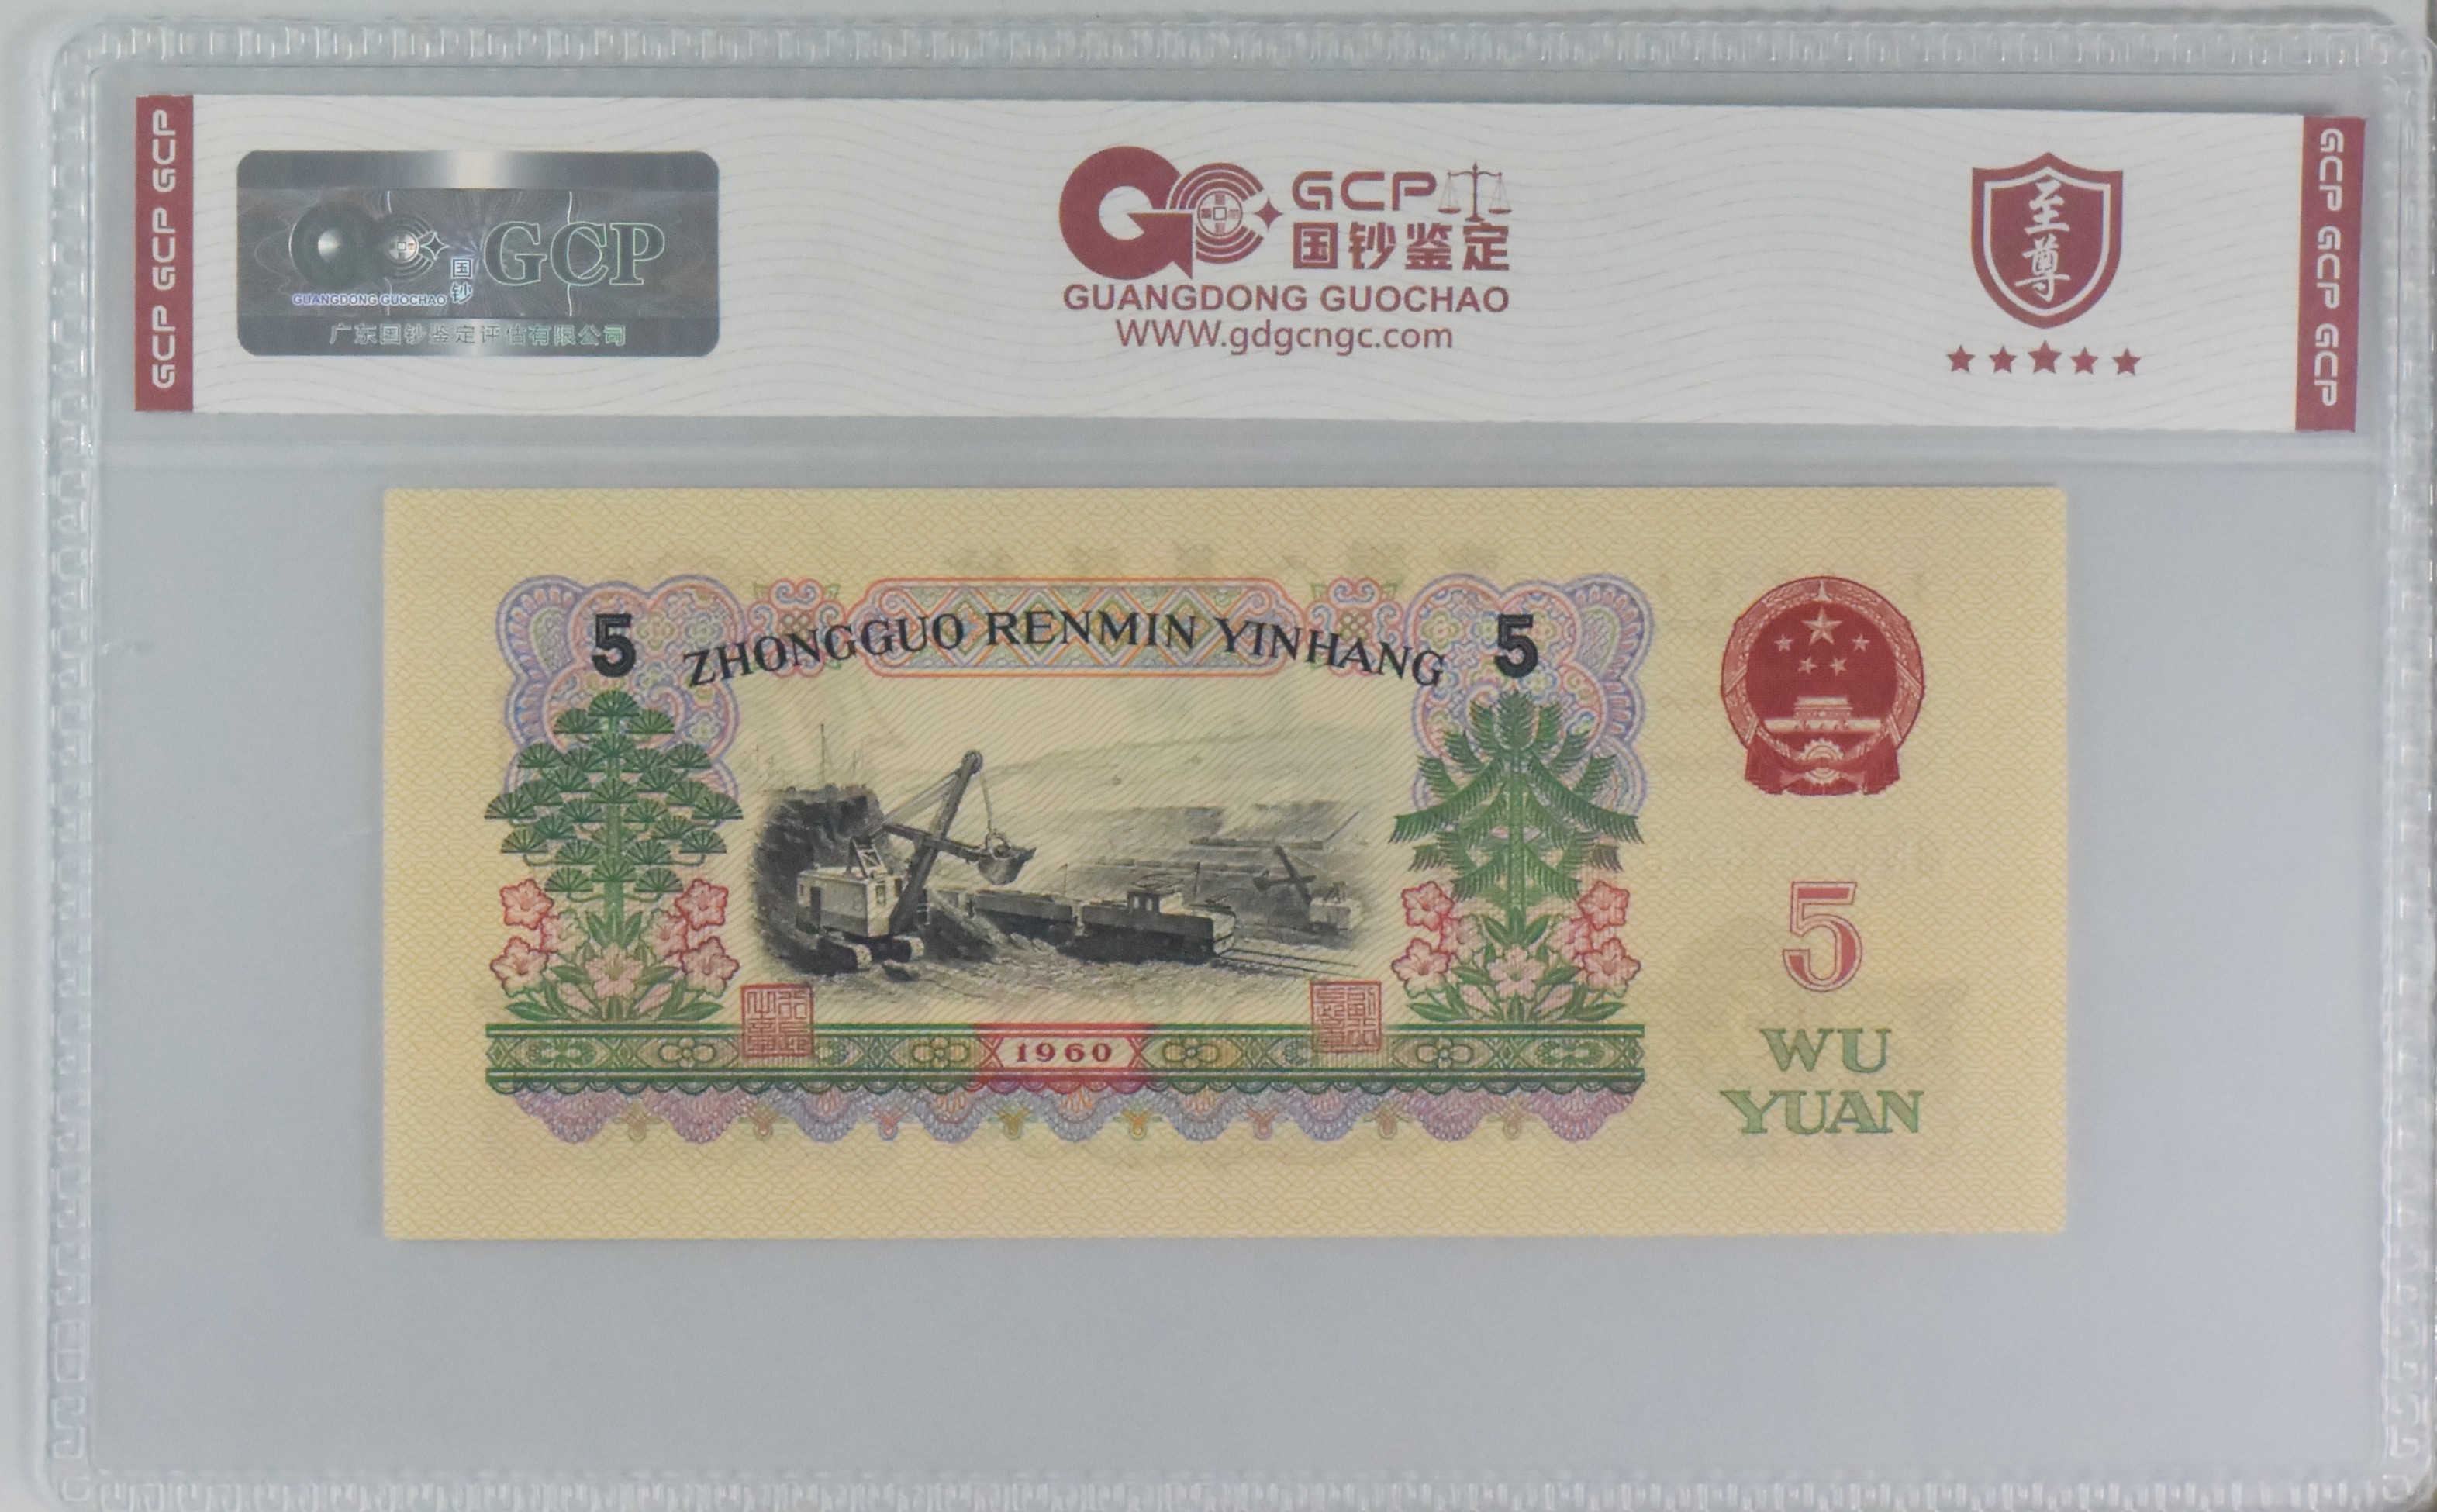 GCP GCP GCP
GCP
国钞
GUANGDONG GUOCHAO
广东国钞鉴定评估有限公司
GCP
国钞鉴定
GUANGDONG GUOCHAO
WWW.gdgcngc.com
至尊
GCP GCP GCP
5 ZHONGGUO RENMIN YINHANG 5
1960
5
WU
YUAN